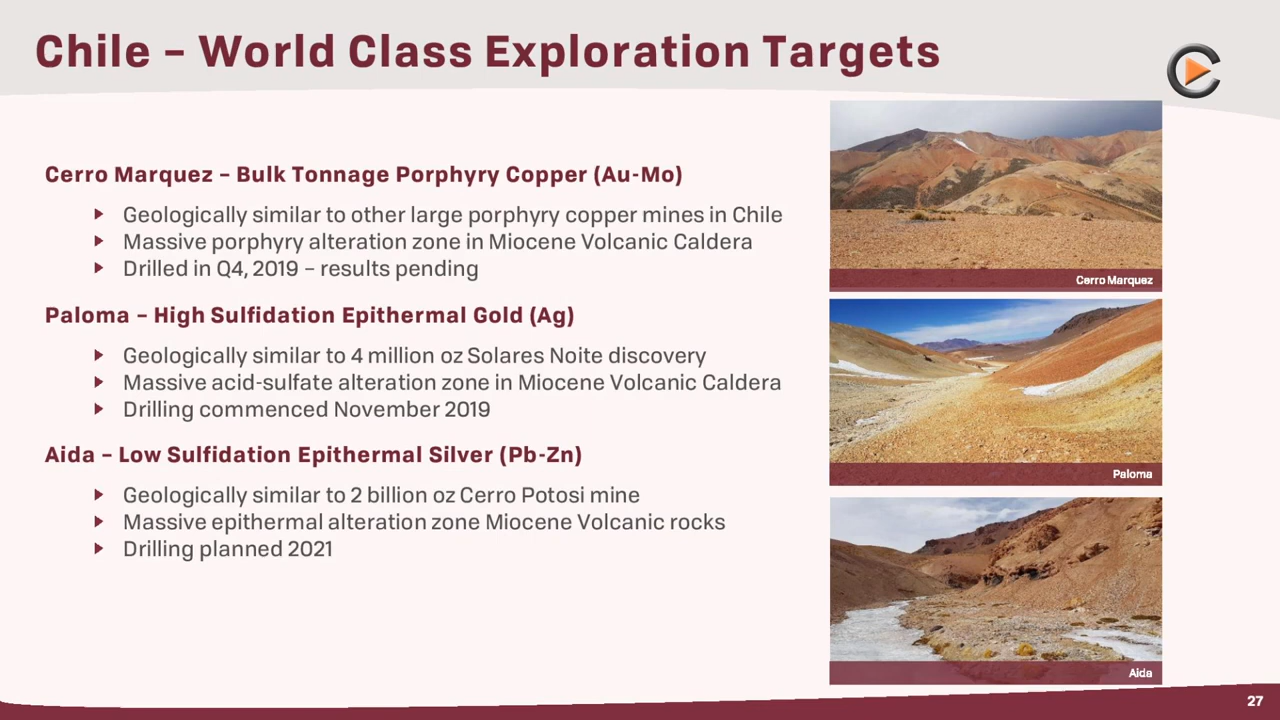 Chile – World Class Exploration Targets
Cerro Marquez – Bulk Tonnage Porphyry Copper (Au-Mo)
Geologically similar to other large porphyry copper mines in Chile
Massive porphyry alteration zone in Miocene Volcanic Caldera
Drilled in Q4, 2019 – results pending
Paloma – High Sulfidation Epithermal Gold (Ag)
Geologically similar to 4 million oz Solares Noite discovery
Massive acid-sulfate alteration zone in Miocene Volcanic Caldera
Drilling commenced November 2019
Aida – Low Sulfidation Epithermal Silver (Pb-Zn)
Geologically similar to 2 billion oz Cerro Potosi mine
Massive epithermal alteration zone Miocene Volcanic rocks
Drilling planned 2021
Cerro Marquez
Paloma
Aida
27